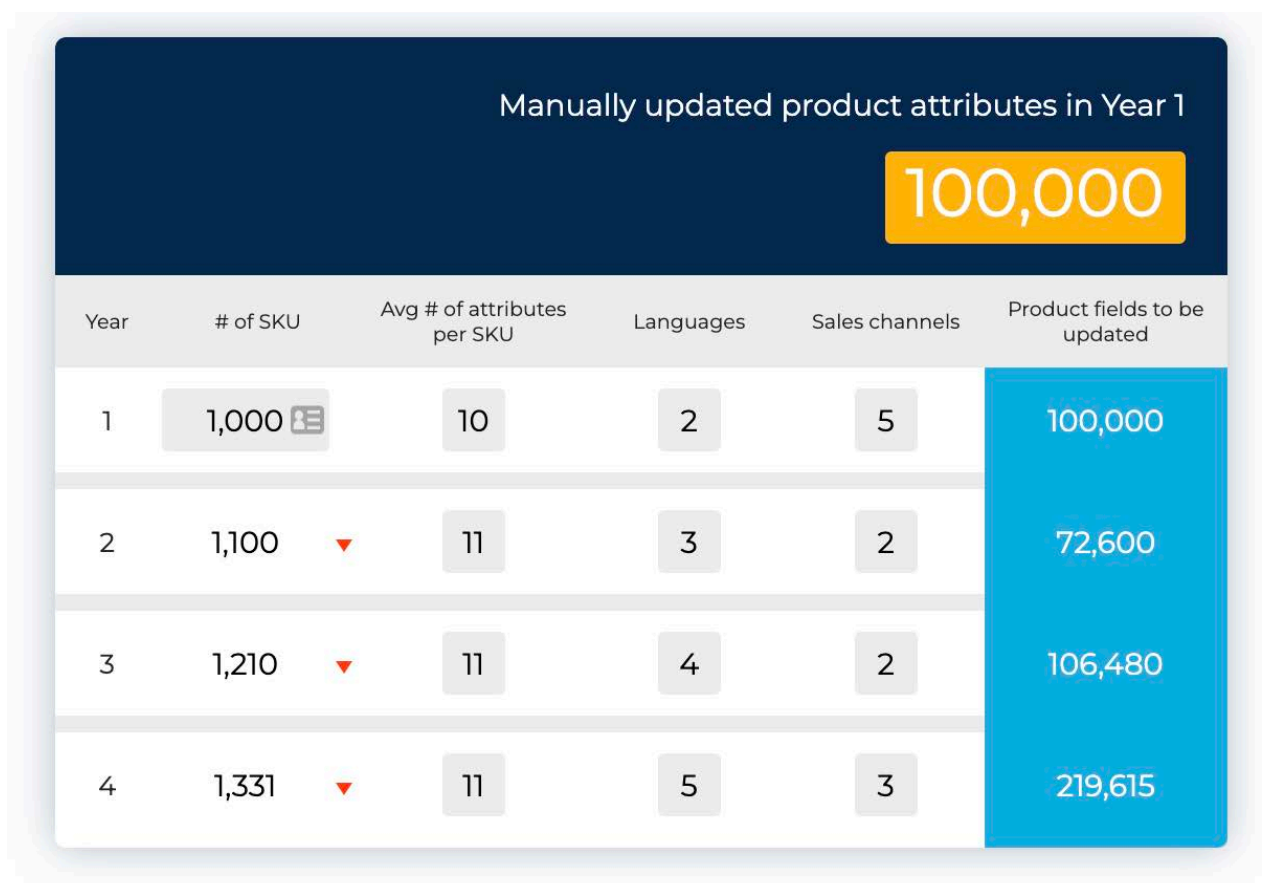 Manually updated product attributes in Year 1
100,000
Year # of SKU Avg # of attributes per SKU Languages Sales channels Product fields to be updated
1 1,000 10 2 5 100,000
2 1,100 11 3 2 72,600
3 1,210 11 4 2 106,480
4 1,331 11 5 3 219,615